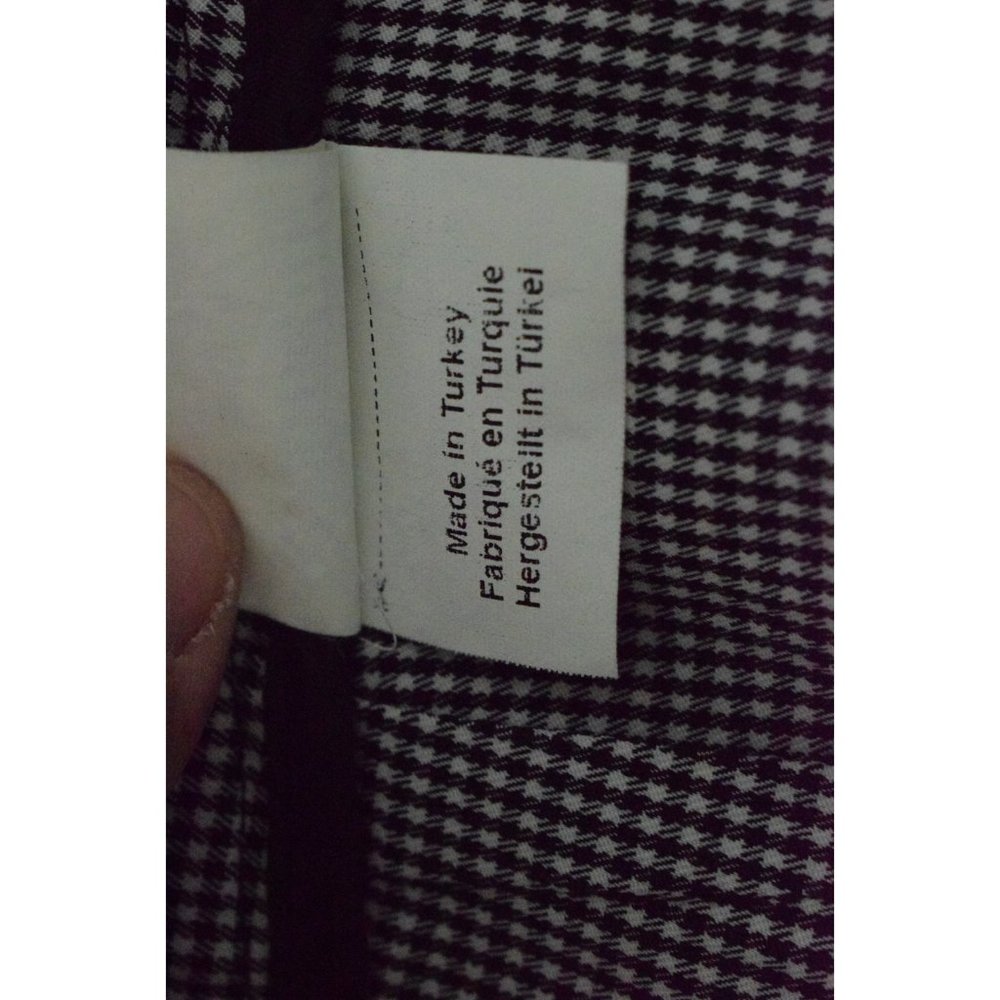 Made in Turkey
Fabriqué en Turquie
Hergestellt in Türkei